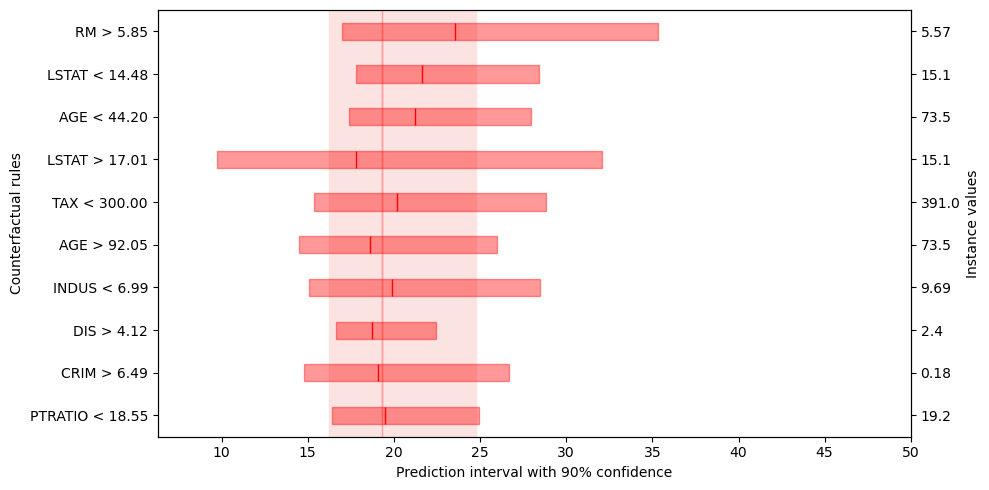 Counterfactual rules
RM > 5.85 5.57
LSTAT < 14.48 15.1
AGE < 44.20 73.5
LSTAT > 17.01 15.1
TAX < 300.00 391.0
AGE > 92.05 73.5
INDUS < 6.99 9.69
DIS > 4.12 2.4
CRIM > 6.49 0.18
PTRATIO < 18.55 19.2
Instance values
10 15 20 25 30 35 40 45 50
Prediction interval with 90% confidence